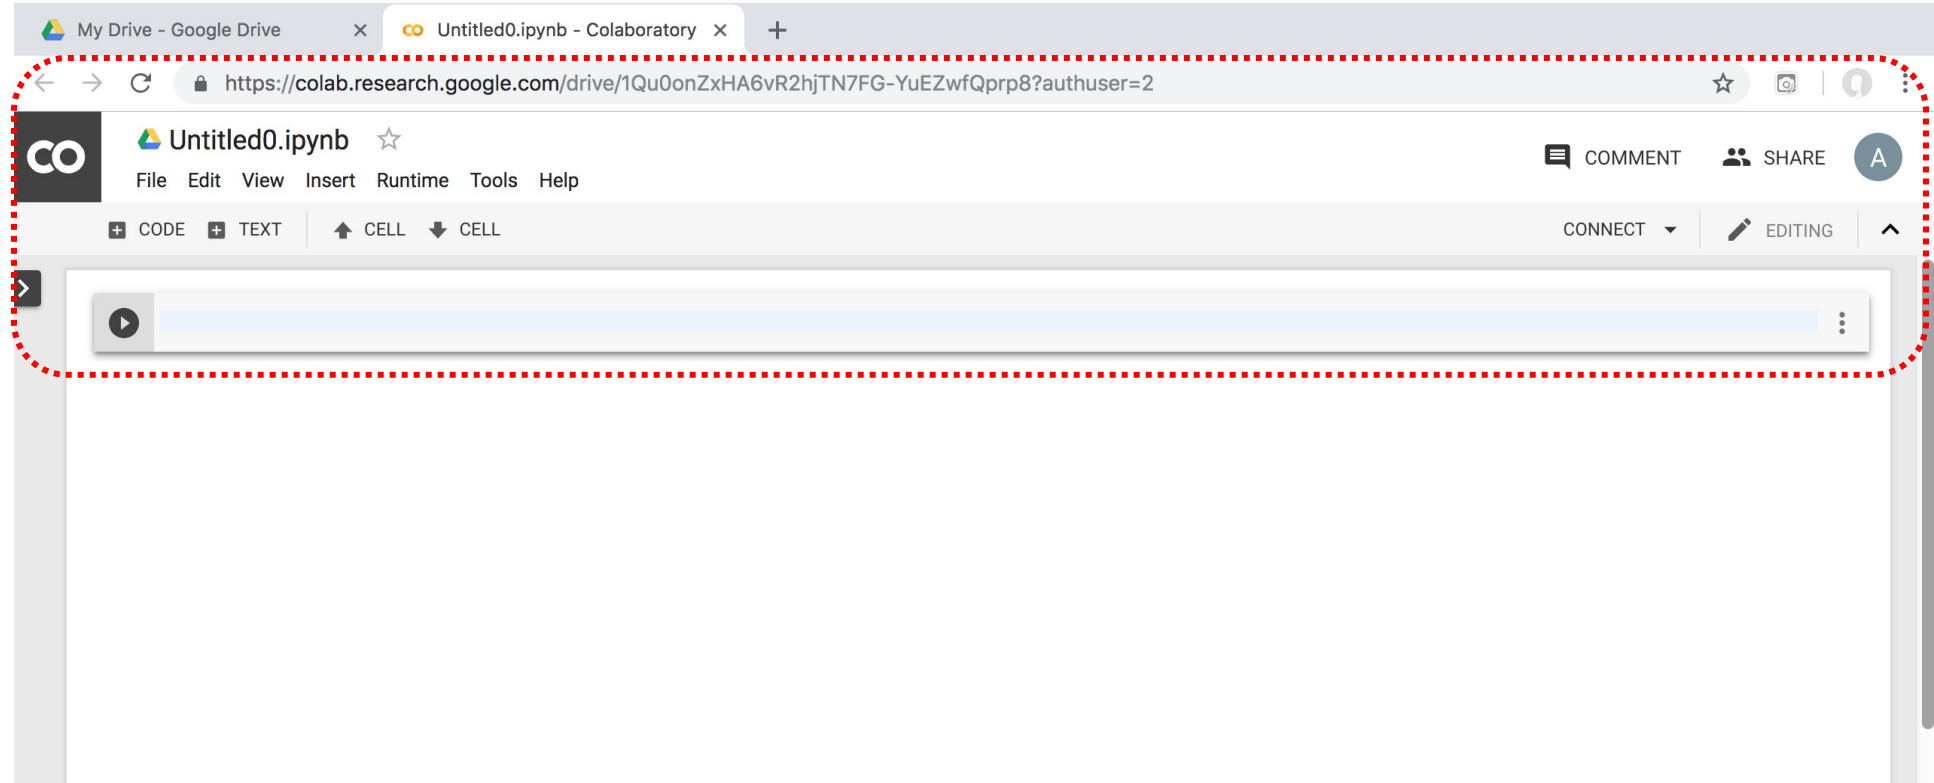 My Drive - Google Drive
Untitled0.ipynb - Colaboratory
https://colab.research.google.com/drive/1Qu0onZxHA6vR2hjTN7FG-YuEZwfQprp8?authuser=2
CO
Untitled0.ipynb
File Edit View Insert Runtime Tools Help
COMMENT SHARE A
CODE TEXT CELL CELL
CONNECT EDITING